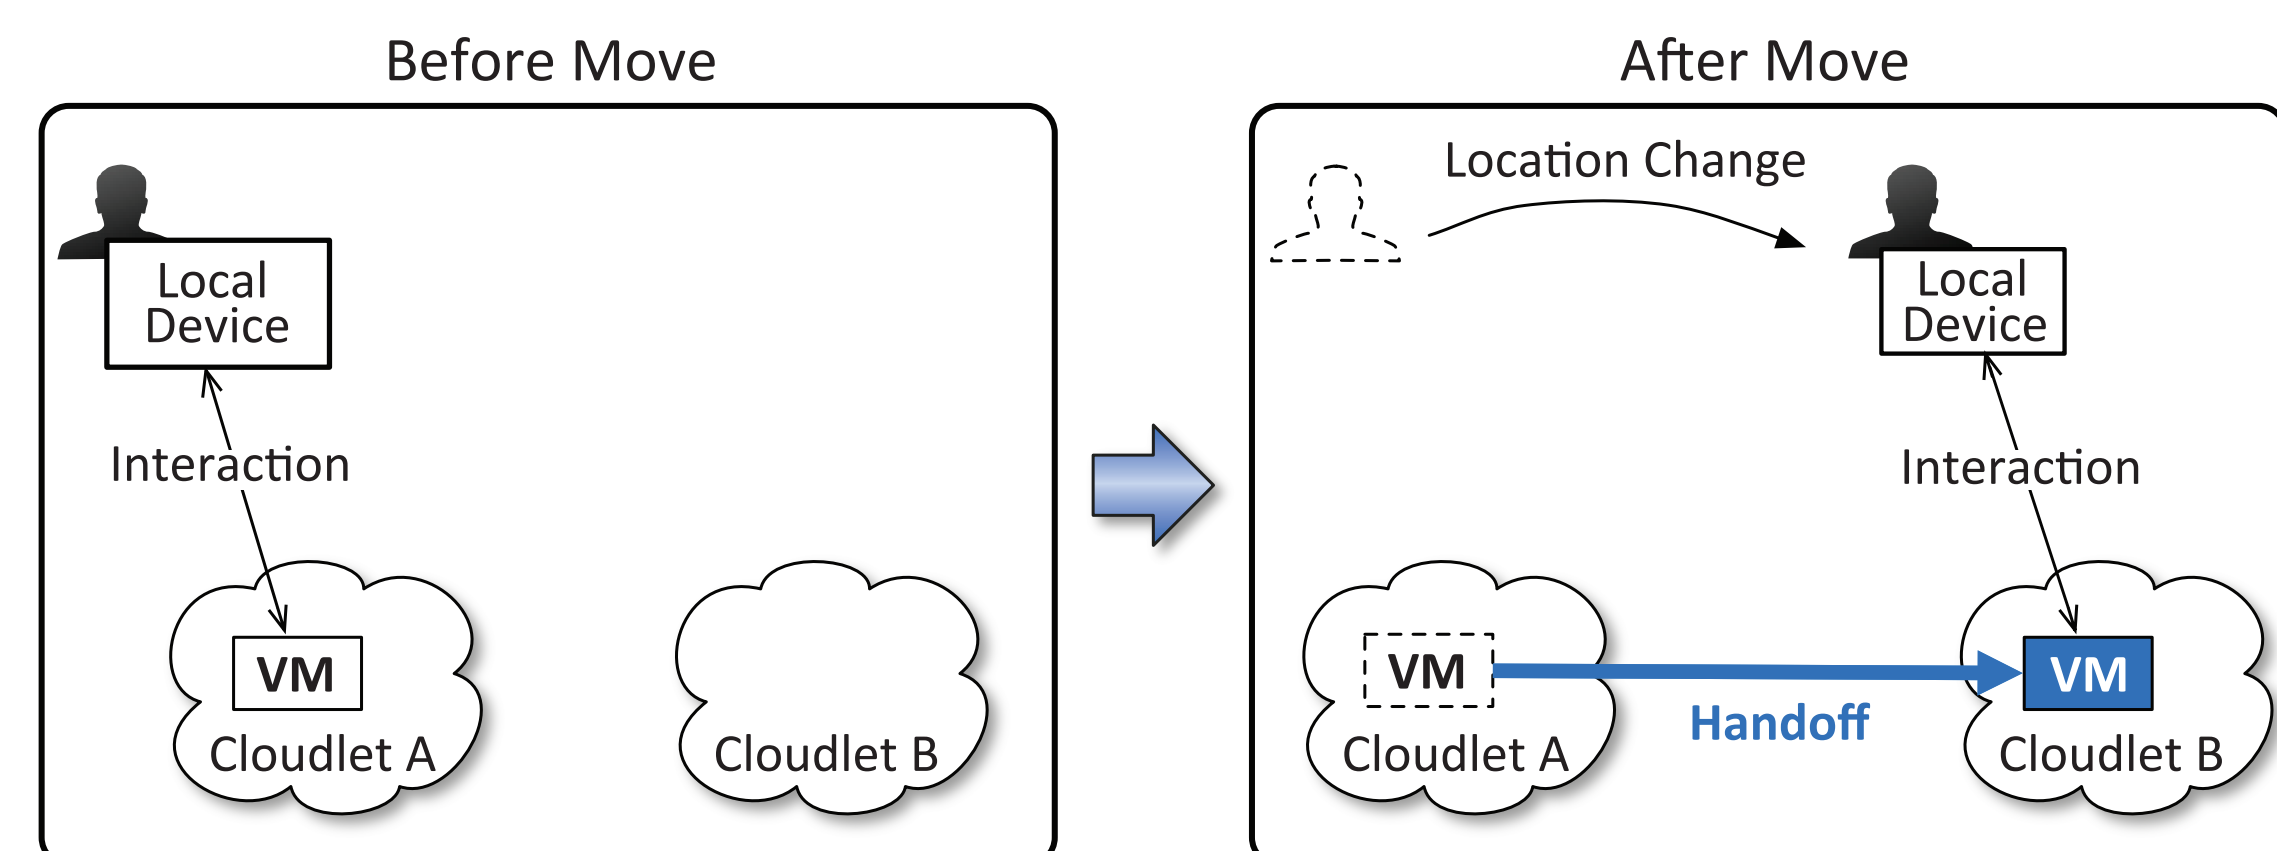 Before Move
Local
Device
Interaction
VM
Cloudlet A
Cloudlet B
After Move
Location Change
Local
Device
Interaction
VM
Handoff
VM
Cloudlet A
Cloudlet B